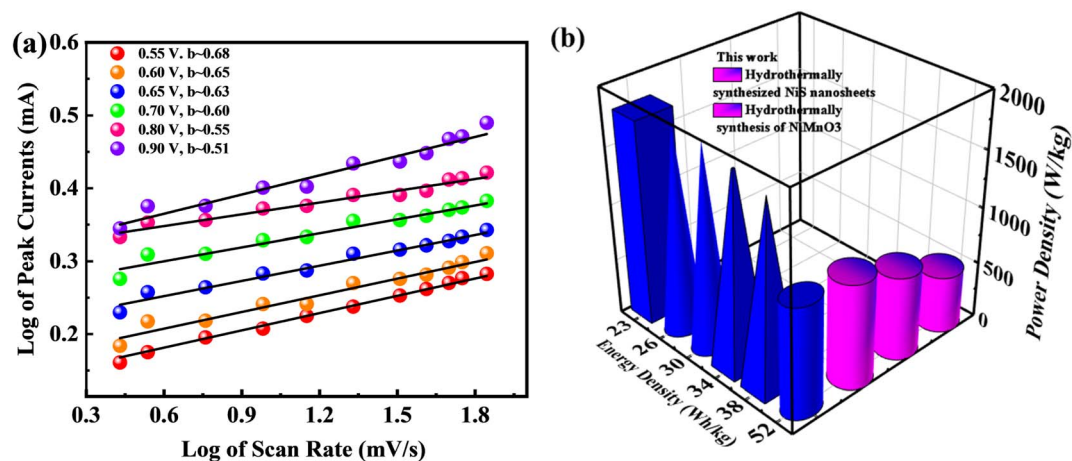 (a)
0.6
0.5
0.4
0.3
0.2
0.3
0.6
0.9
1.2
1.5
1.8
Log of Peak Currents (mA)
Log of Scan Rate (mV/s)
0.55 V. b~0.68
0.60 V, b~0.65
0.65 V, b~0.63
0.70 V, b~0.60
0.80 V, b~0.55
0.90 V, b~0.51
(b)
This work
Hydrothermally
synthesized NiS nanosheets
Hydrothermally
synthesis of NiMnO3
2000
1500
1000
500
0
Power Density (W/kg)
23
26
30
34
38
52
Energy Density (Wh/kg)